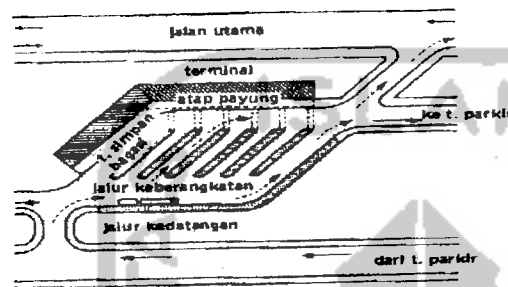 jalan utama
terminal
atap payung
ke t. parkir
t. simpan
bagasi
jalur keberangkatan
jalur kedatangan
dari t. parkir